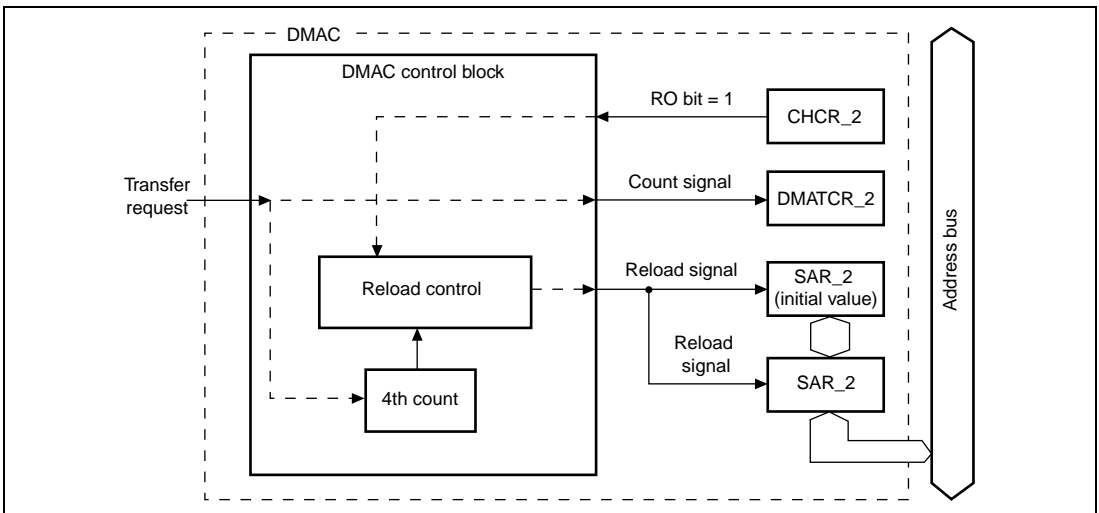 DMAC
DMAC control block
RO bit = 1
CHCR_2
Transfer
request
Count signal
DMATCR_2
Reload control
Reload signal
SAR_2
(initial value)
Reload
signal
SAR_2
4th count
Address bus